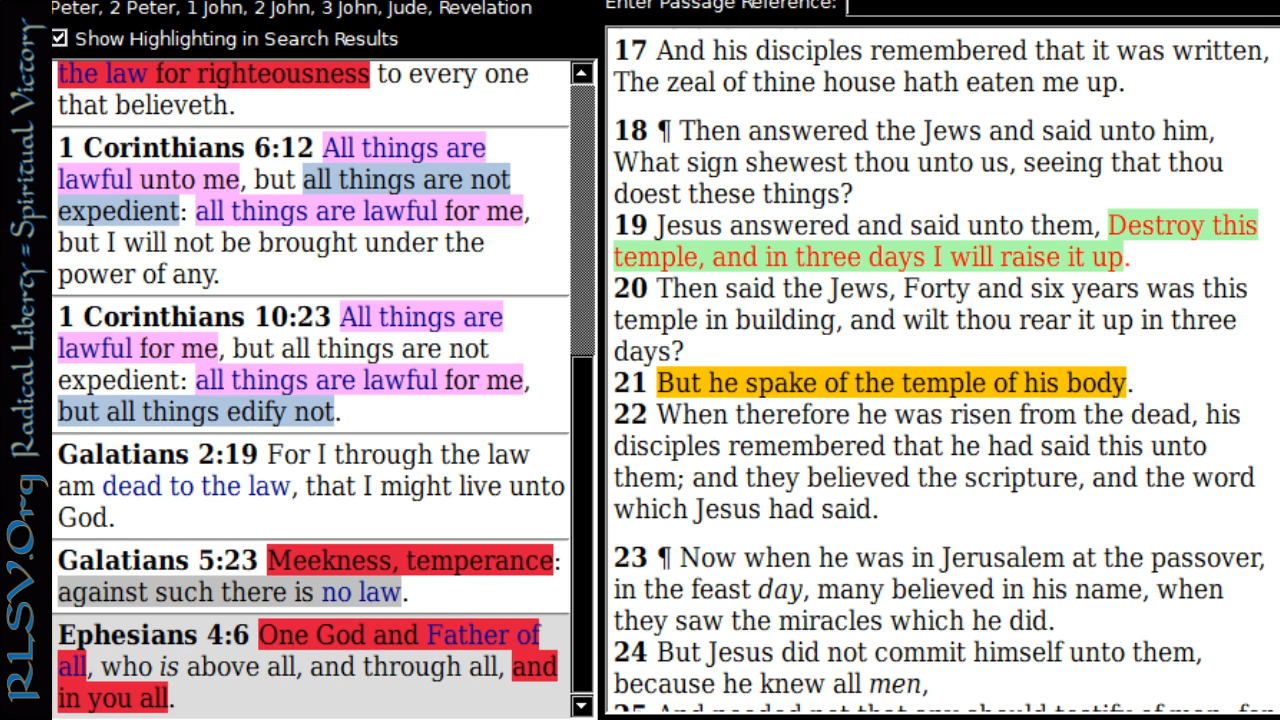 RLSV.Org Radical Liberty = Spiritual Victory
Peter, 2 Peter, 1 John, 2 John, 3 John, Jude, Revelation
Show Highlighting in Search Results
the law for righteousness to every one
that believeth.
1 Corinthians 6:12 All things are
lawful unto me, but all things are not
expedient: all things are lawful for me,
but I will not be brought under the
power of any.
1 Corinthians 10:23 All things are
lawful for me, but all things are not
expedient: all things are lawful for me,
but all things edify not.
Galatians 2:19 For I through the law
am dead to the law, that I might live unto
God.
Galatians 5:23 Meekness, temperance:
against such there is no law.
Ephesians 4:6 One God and Father of
all, who is above all, and through all, and
in you all.
Enter Passage Reference:
17 And his disciples remembered that it was written,
The zeal of thine house hath eaten me up.
18 ¶ Then answered the Jews and said unto him,
What sign shewest thou unto us, seeing that thou
doest these things?
19 Jesus answered and said unto them, Destroy this
temple, and in three days I will raise it up.
20 Then said the Jews, Forty and six years was this
temple in building, and wilt thou rear it up in three
days?
21 But he spake of the temple of his body.
22 When therefore he was risen from the dead, his
disciples remembered that he had said this unto
them; and they believed the scripture, and the word
which Jesus had said.
23 ¶ Now when he was in Jerusalem at the passover,
in the feast day, many believed in his name, when
they saw the miracles which he did.
24 But Jesus did not commit himself unto them,
because he knew all men,
25 And needed not that any should testify of man: for